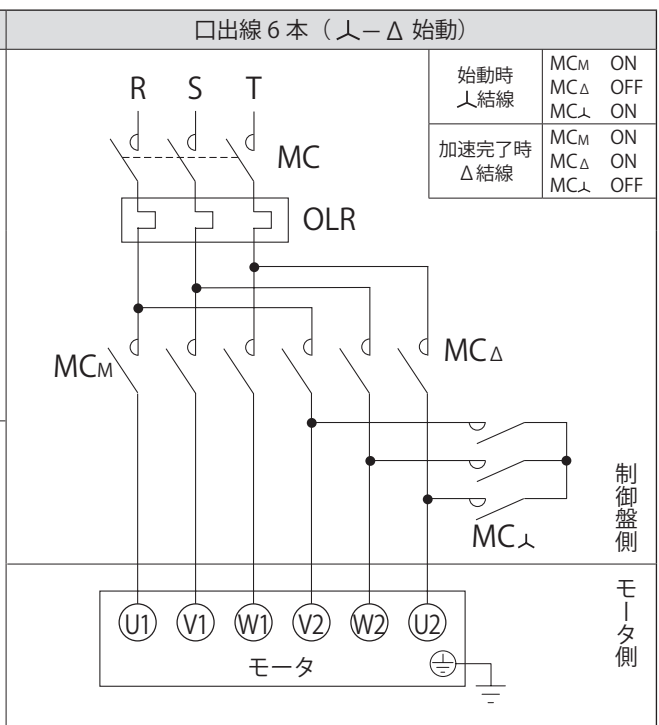 口出線6本(人−Δ 始動)
始動時
人結線
MCM ON
MCΔ OFF
MC人 ON
加速完了時
Δ結線
MCM ON
MCΔ ON
MC人 OFF
R S T
MC
OLR
MCM
MCΔ
MC人
制御盤側
U1 V1 W1 V2 W2 U2
モータ
モータ側